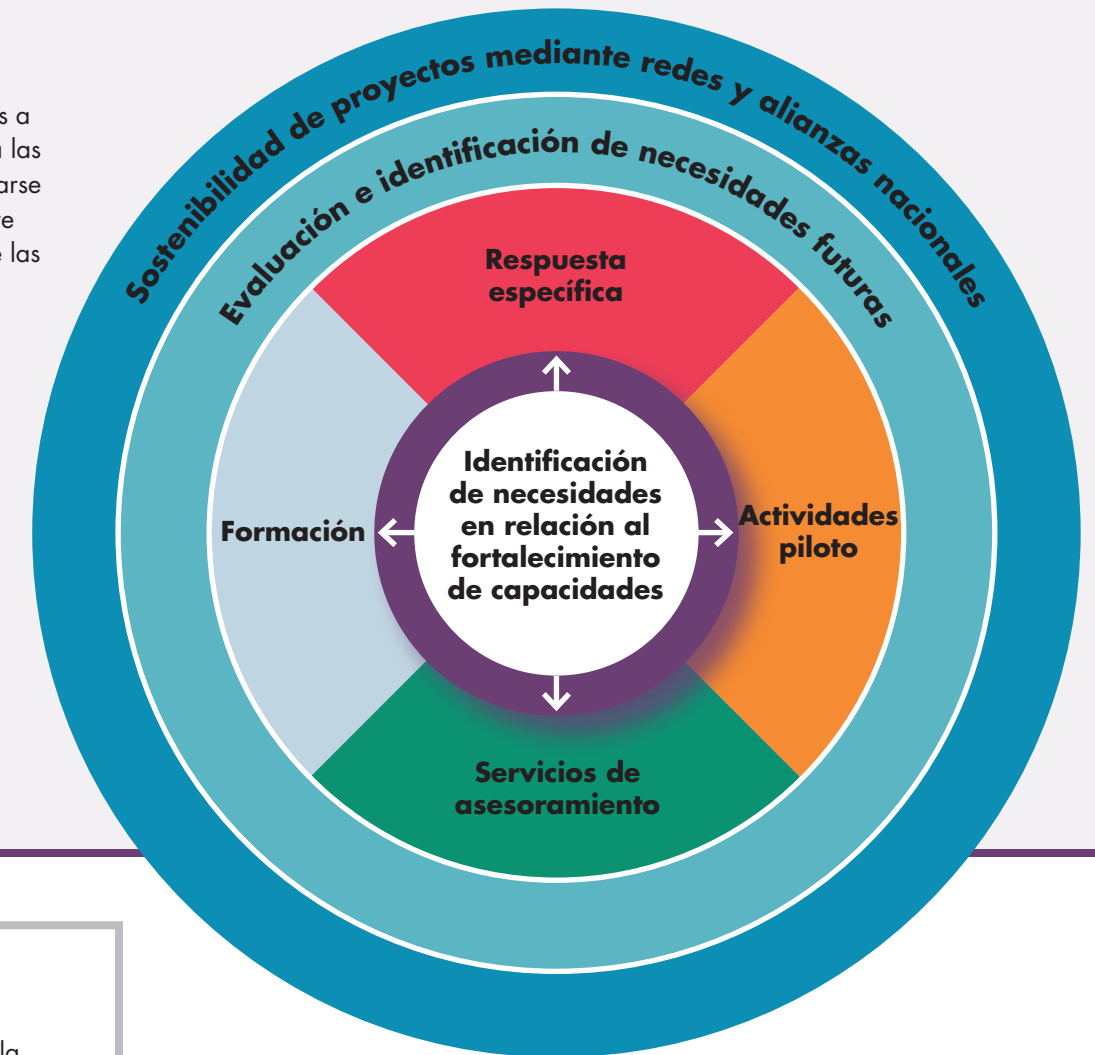 s a
las
arse
e las
Sostenibilidad de proyectos mediante redes y alianzas nacionales
Evaluación e identificación de necesidades futuras
Respuesta
específica
Formación
Identificación
de necesidades
en relación al
fortalecimiento
de capacidades
Actividades
piloto
Servicios de
asesoramiento
la